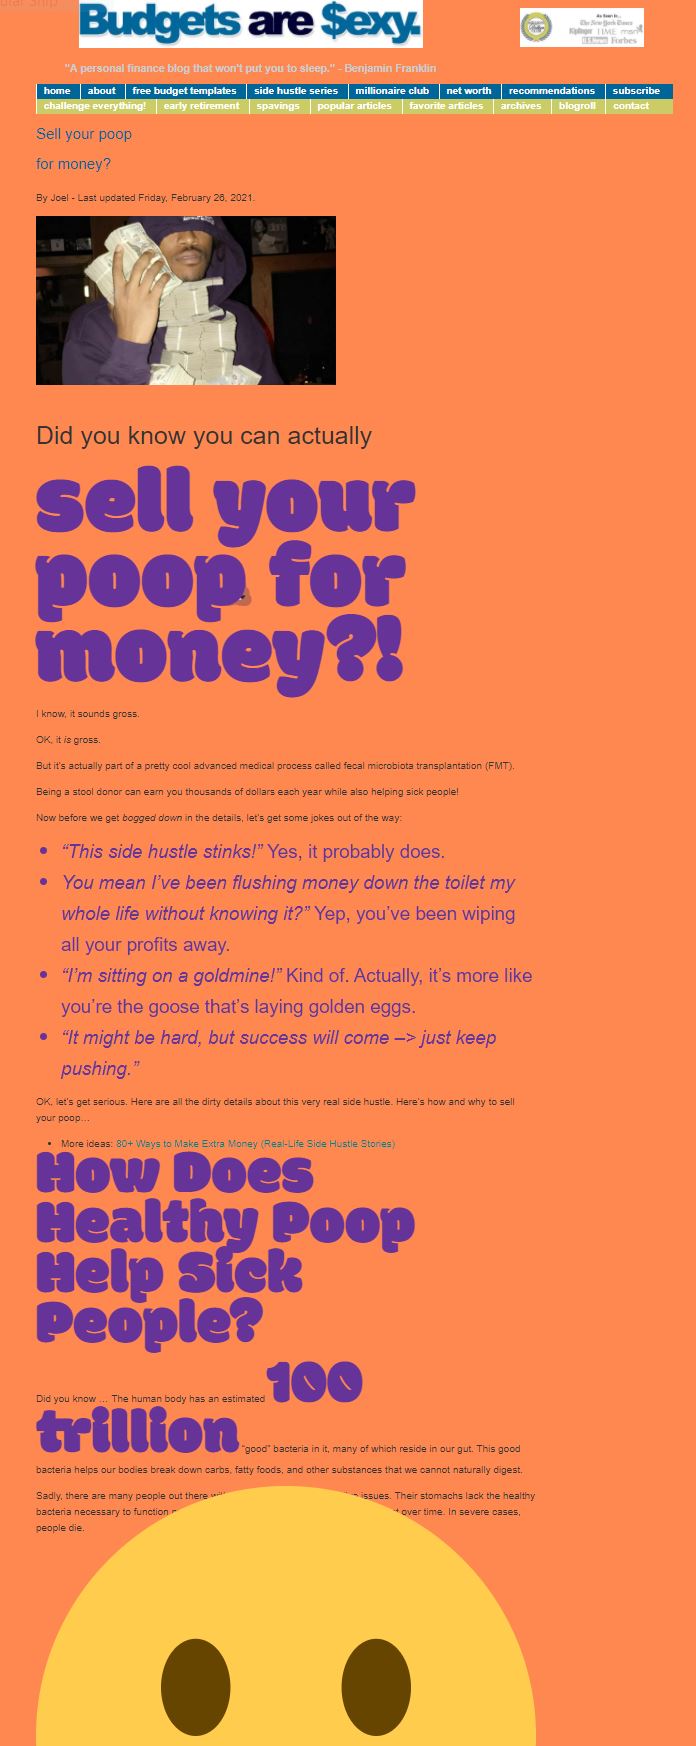 ular Ship
Budgets are $exy.
As Seen in...
The New York Times
Kiplinger TIME msn
U.S.News Forbes
"A personal finance blog that won't put you to sleep." - Benjamin Franklin
home about free budget templates side hustle series millionaire club net worth recommendations subscribe
challenge everything! early retirement spavings popular articles favorite articles archives blogroll contact
Sell your poop
for money?
By Joel - Last updated Friday, February 26, 2021.
Did you know you can actually
sell your
poop for
money?!
I know, it sounds gross.
OK, it is gross.
But it's actually part of a pretty cool advanced medical process called fecal microbiota transplantation (FMT).
Being a stool donor can earn you thousands of dollars each year while also helping sick people!
Now before we get bogged down in the details, let's get some jokes out of the way:
• “This side hustle stinks!” Yes, it probably does.
• You mean I’ve been flushing money down the toilet my
whole life without knowing it?” Yep, you’ve been wiping
all your profits away.
• “I’m sitting on a goldmine!” Kind of. Actually, it’s more like
you’re the goose that’s laying golden eggs.
• “It might be hard, but success will come –> just keep
pushing.”
OK, let’s get serious. Here are all the dirty details about this very real side hustle. Here’s how and why to sell
your poop…
• More ideas: 80+ Ways to Make Extra Money (Real-Life Side Hustle Stories)
How Does
Healthy Poop
Help Sick
People?
Did you know … The human body has an estimated 100
trillion “good” bacteria in it, many of which reside in our gut. This good
bacteria helps our bodies break down carbs, fatty foods, and other substances that we cannot naturally digest.
Sadly, there are many people out there issues. Their stomachs lack the healthy
bacteria necessary to function over time. In severe cases,
people die.